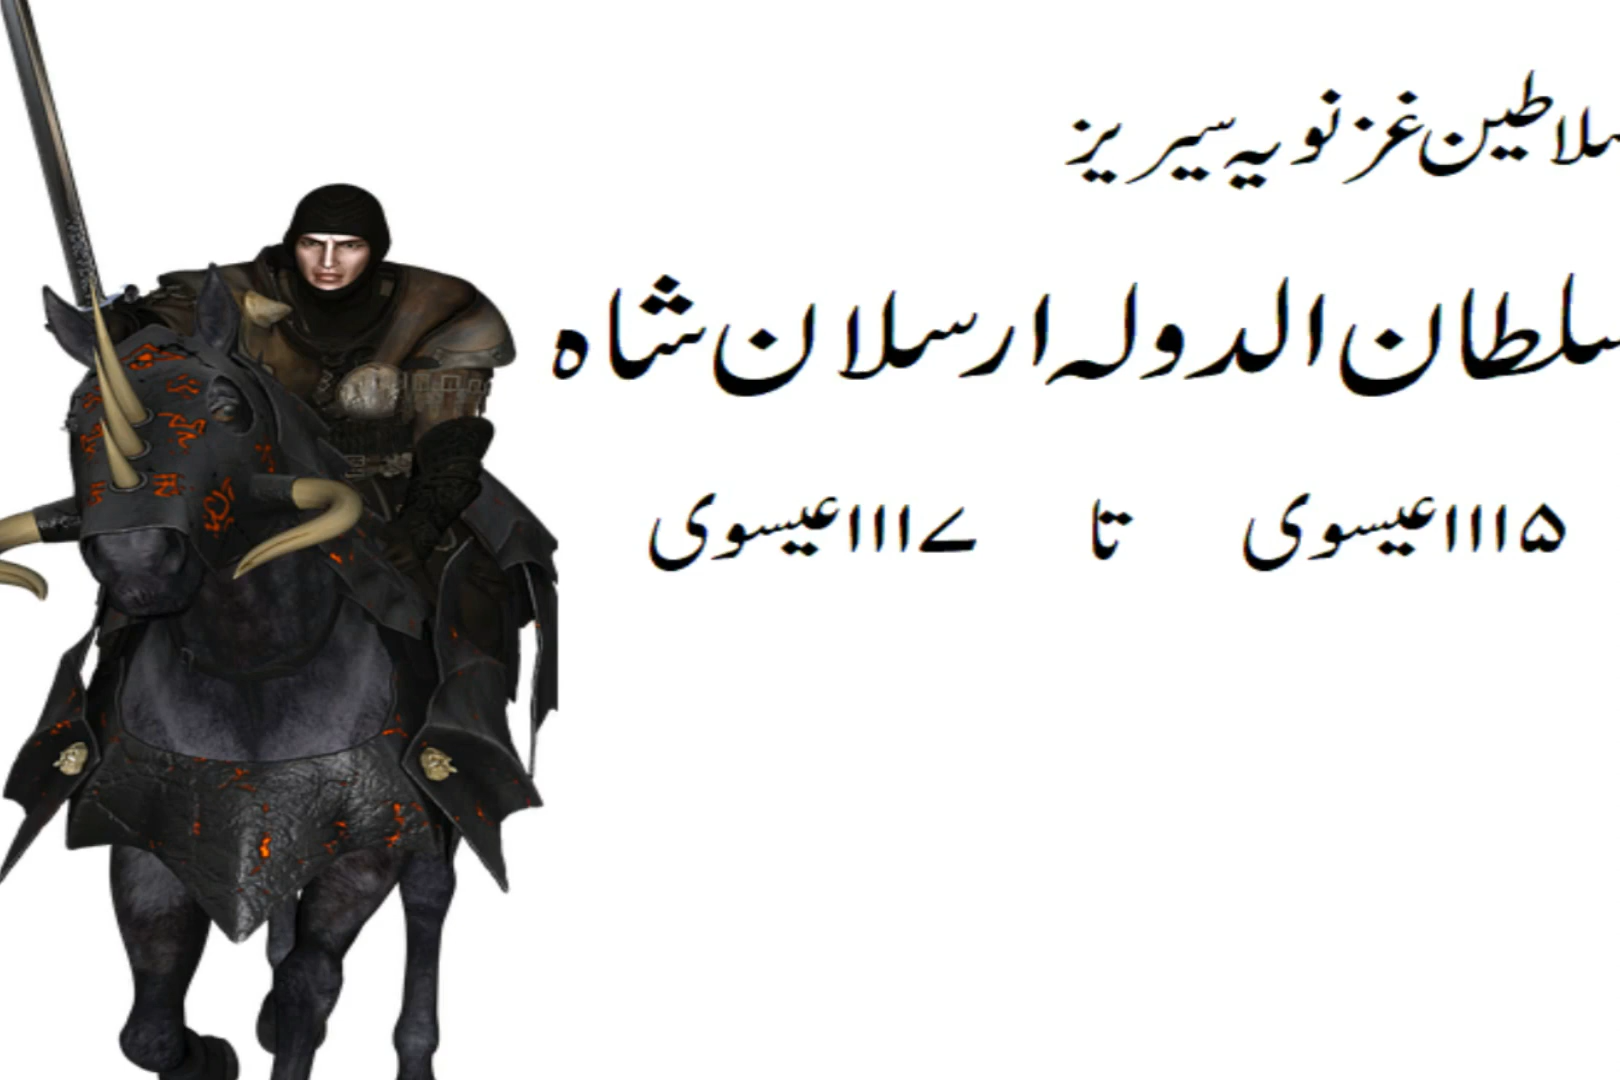 سلاطین غزنویہ سیریز
سلطان الدولہ ارسلان شاہ
۱۱۱۵عیسوی تا ۱۱۱۷عیسوی